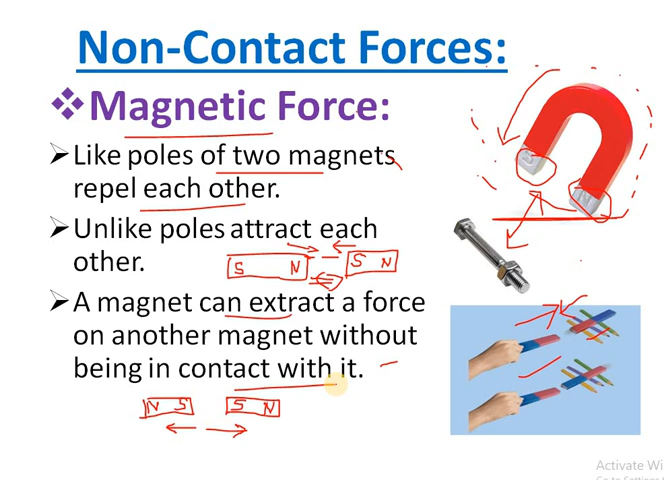 Non-Contact Forces:
❖Magnetic Force:
➢Like poles of two magnets
repel each other.
➢Unlike poles attract each
other.
S N S N
➢A magnet can extract a force
on another magnet without
being in contact with it.
N S S N
Activate Wi